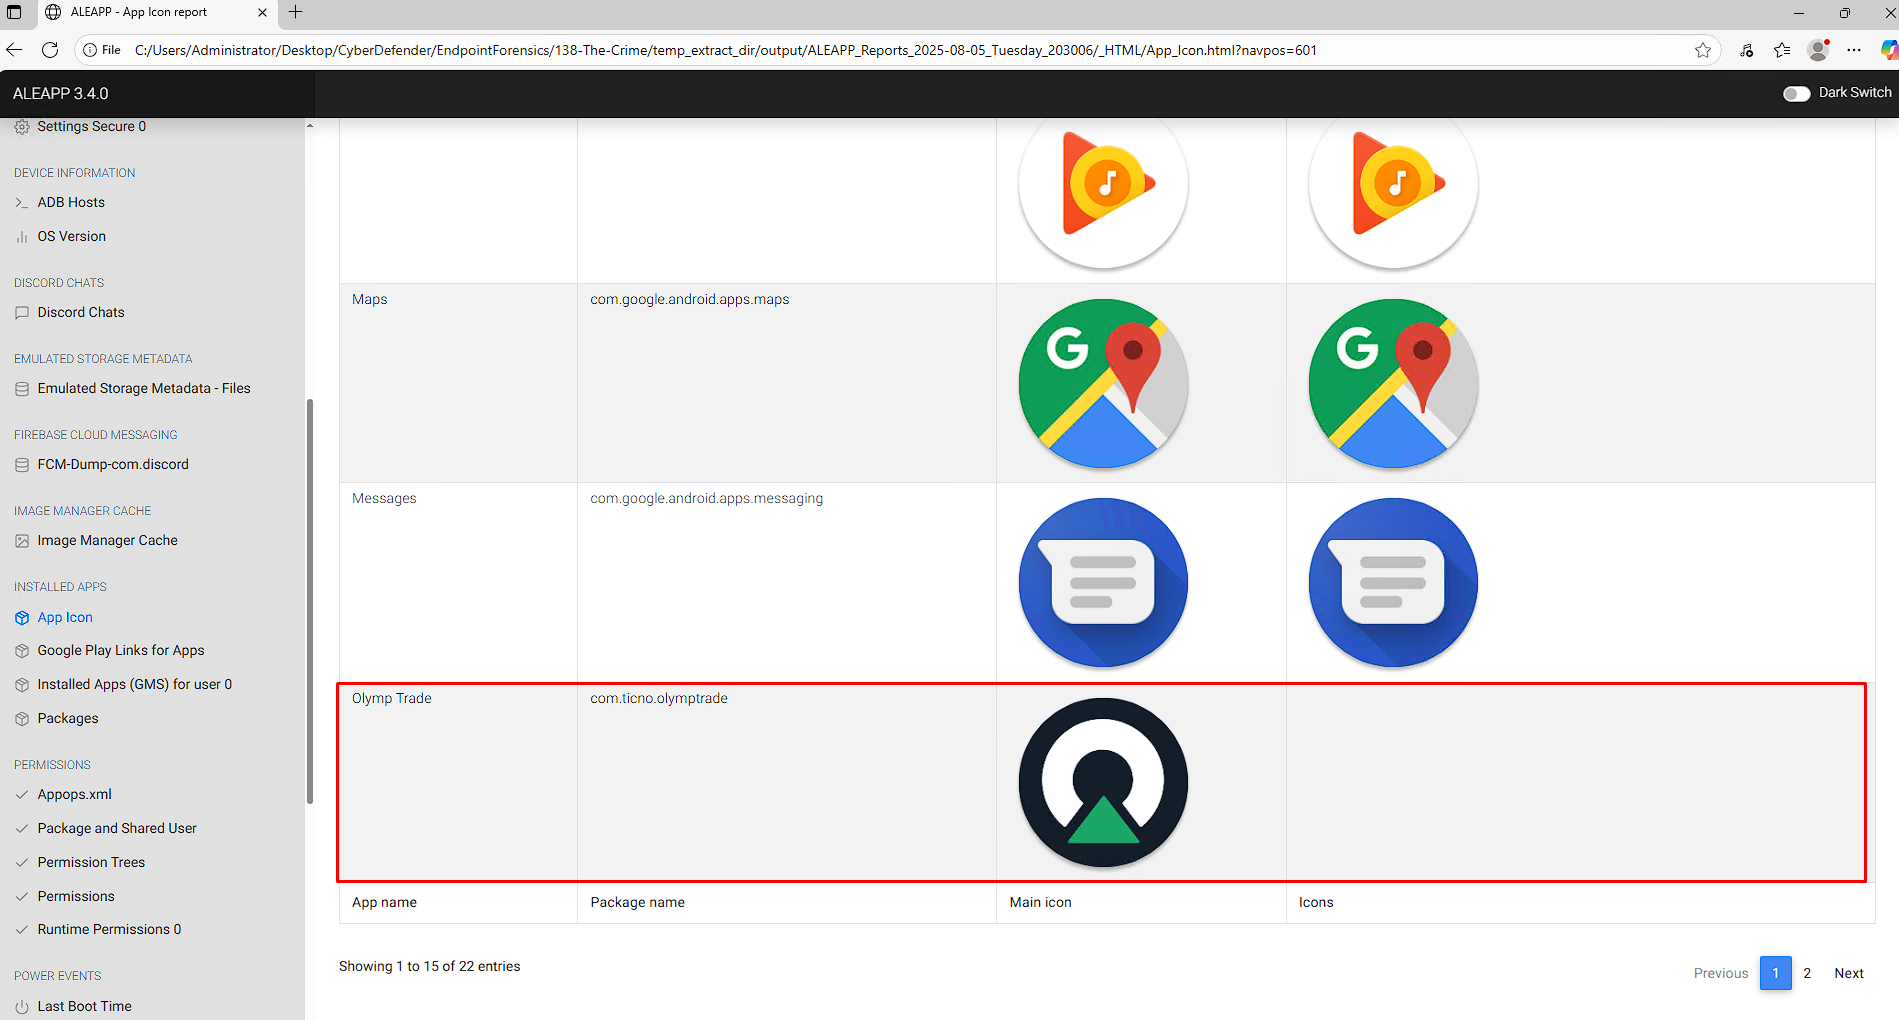 ALEAPP - App Icon report
File
C:/Users/Administrator/Desktop/CyberDefender/EndpointForensics/138-The-Crime/temp_extract_dir/output/ALEAPP_Reports_2025-08-05_Tuesday_203006/_HTML/App_Icon.html?navpos=601
ALEAPP 3.4.0
Dark Switch
Settings Secure 0
DEVICE INFORMATION
ADB Hosts
OS Version
DISCORD CHATS
Discord Chats
EMULATED STORAGE METADATA
Emulated Storage Metadata - Files
FIREBASE CLOUD MESSAGING
FCM-Dump-com.discord
IMAGE MANAGER CACHE
Image Manager Cache
INSTALLED APPS
App Icon
Google Play Links for Apps
Installed Apps (GMS) for user 0
Packages
PERMISSIONS
Appops.xml
Package and Shared User
Permission Trees
Permissions
Runtime Permissions 0
POWER EVENTS
Last Boot Time
Maps com.google.android.apps.maps
G G
Messages com.google.android.apps.messaging
Olymp Trade com.ticno.olymptrade
App name Package name Main icon Icons
Showing 1 to 15 of 22 entries
Previous 1 2 Next